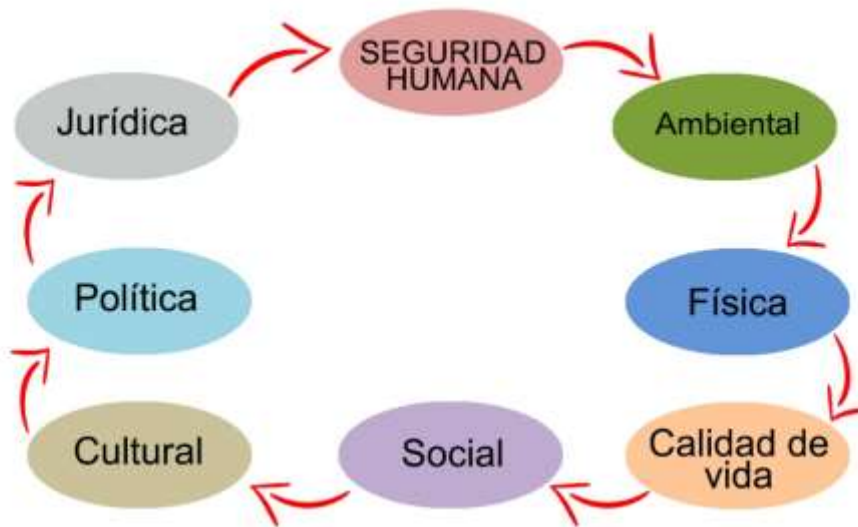 SEGURIDAD
HUMANA
Ambiental
Física
Calidad de
vida
Social
Cultural
Política
Jurídica